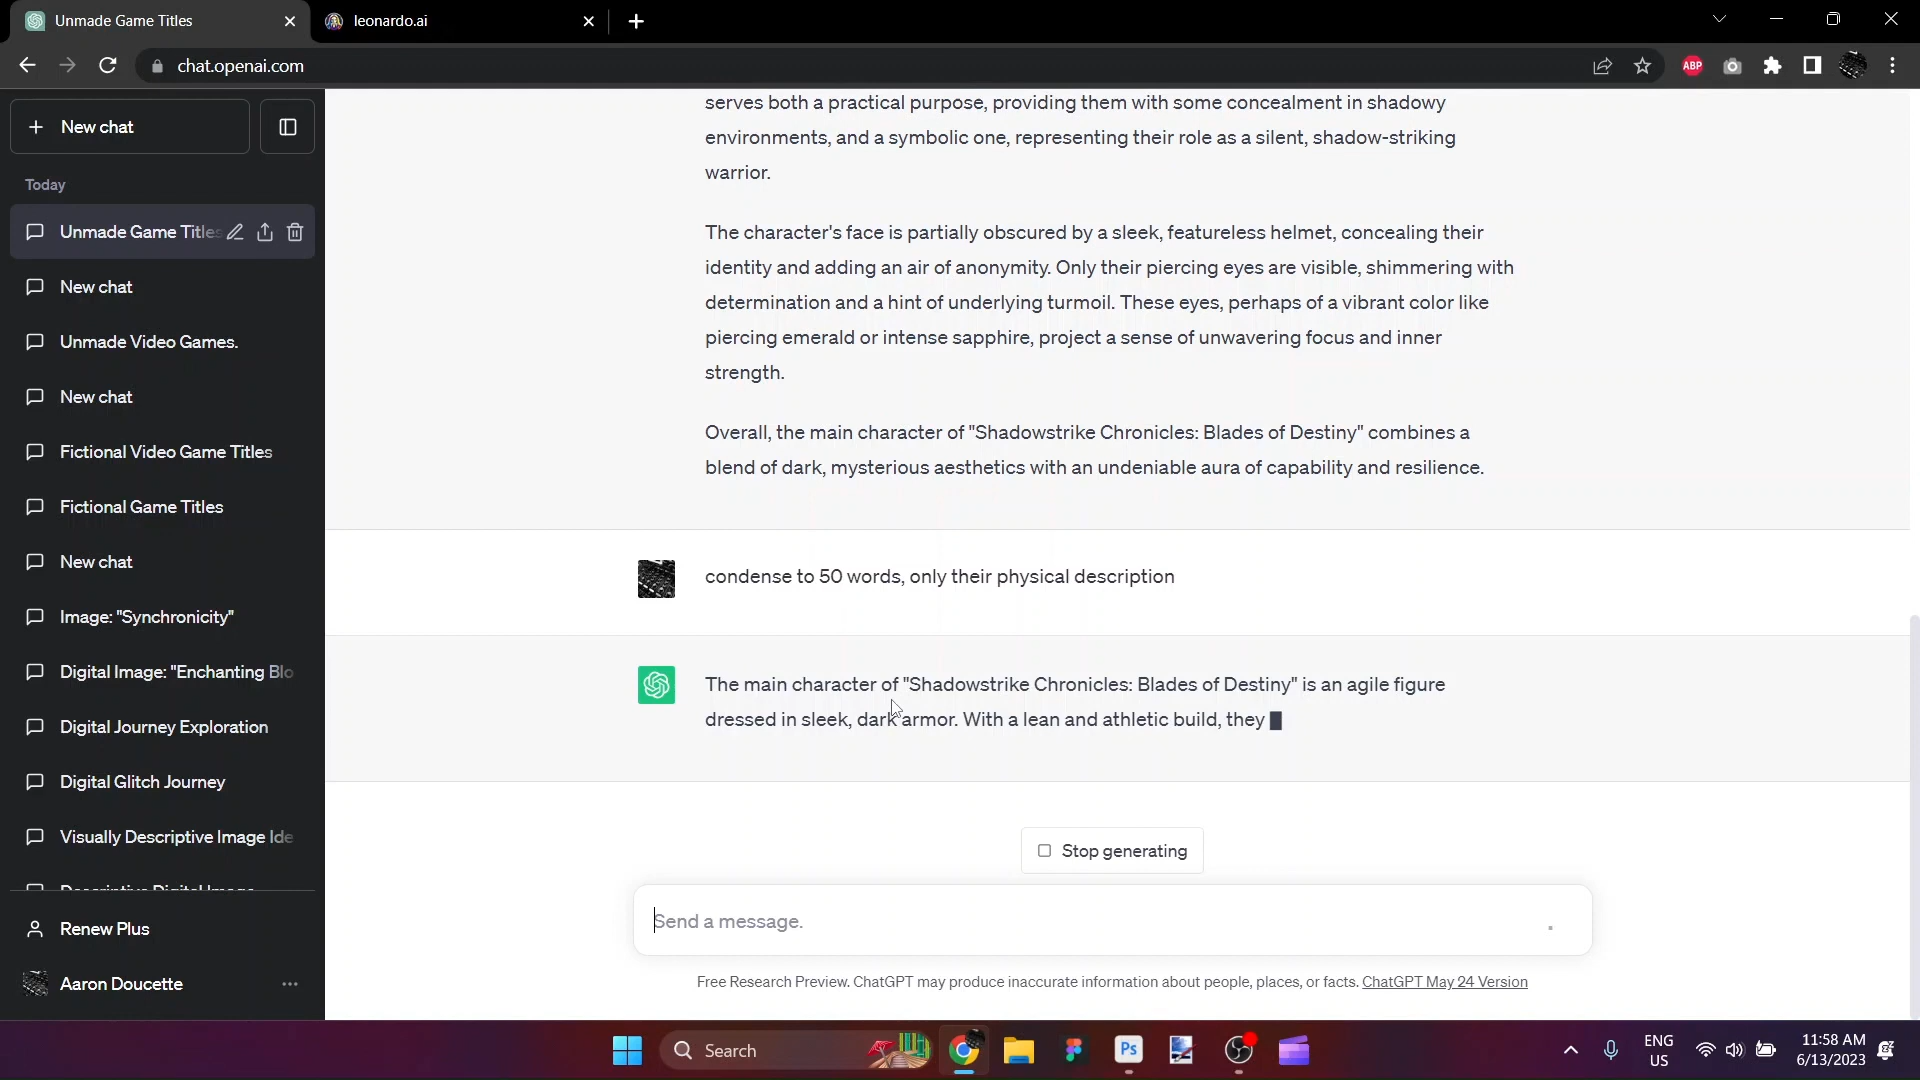 Unmade Game Titles
leonardo.ai
chat.openai.com
ABP
New chat
Today
Unmade Game Titles
New chat
Unmade Video Games.
New chat
Fictional Video Game Titles
Fictional Game Titles
New chat
Image: "Synchronicity"
Digital Image: "Enchanting Blo
Digital Journey Exploration
Digital Glitch Journey
Visually Descriptive Image Ide
Descriptive Digital Image
Renew Plus
Aaron Doucette
serves both a practical purpose, providing them with some concealment in shadowy
environments, and a symbolic one, representing their role as a silent, shadow-striking
warrior.
The character's face is partially obscured by a sleek, featureless helmet, concealing their
identity and adding an air of anonymity. Only their piercing eyes are visible, shimmering with
determination and a hint of underlying turmoil. These eyes, perhaps of a vibrant color like
piercing emerald or intense sapphire, project a sense of unwavering focus and inner
strength.
Overall, the main character of "Shadowstrike Chronicles: Blades of Destiny" combines a
blend of dark, mysterious aesthetics with an undeniable aura of capability and resilience.
condense to 50 words, only their physical description
The main character of "Shadowstrike Chronicles: Blades of Destiny" is an agile figure
dressed in sleek, dark armor. With a lean and athletic build, they
Stop generating
Send a message.
Free Research Preview. ChatGPT may produce inaccurate information about people, places, or facts. ChatGPT May 24 Version
Search
Ps
ENG
US
11:58 AM
6/13/2023